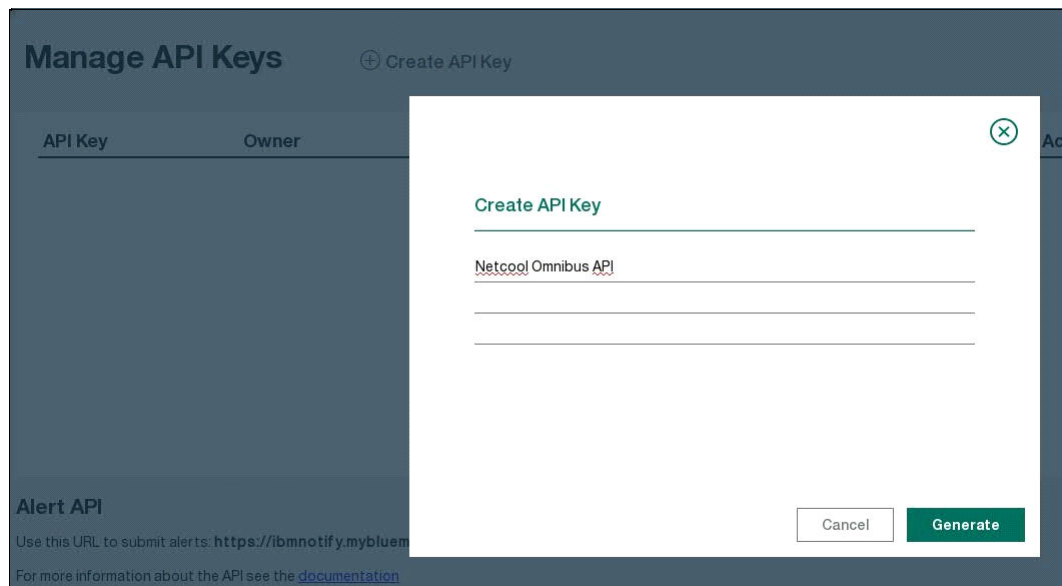 Manage API Keys
Create API Key
API Key Owner
Create API Key
Netcool Omnibus API
Cancel Generate
Alert API
Use this URL to submit alerts: https://ibmnotify.mybluem
For more information about the API see the documentation